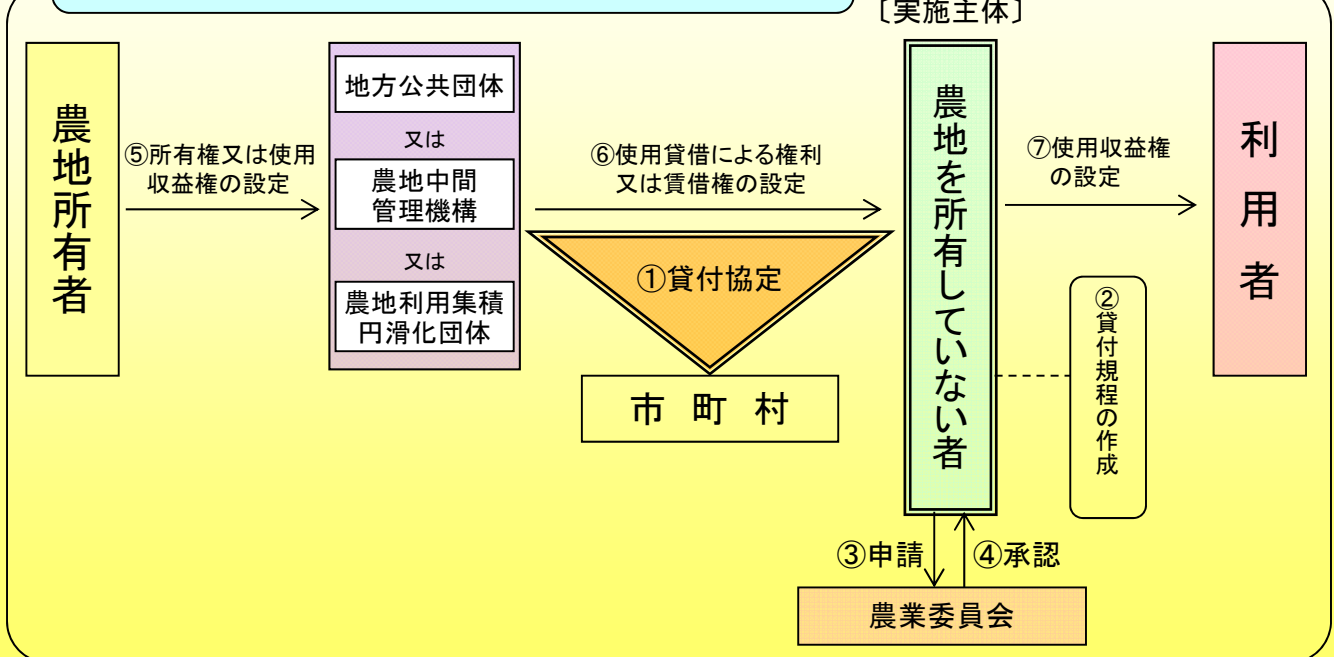 〔実施主体〕
農地所有者
⑤所有権又は使用
収益権の設定
地方公共団体
又は
農地中間
管理機構
又は
農地利用集積
円滑化団体
⑥使用貸借による権利
又は賃借権の設定
①貸付協定
市町村
農地を所有していない者
⑦使用収益権
の設定
②貸付規程の作成
利用者
③申請
④承認
農業委員会